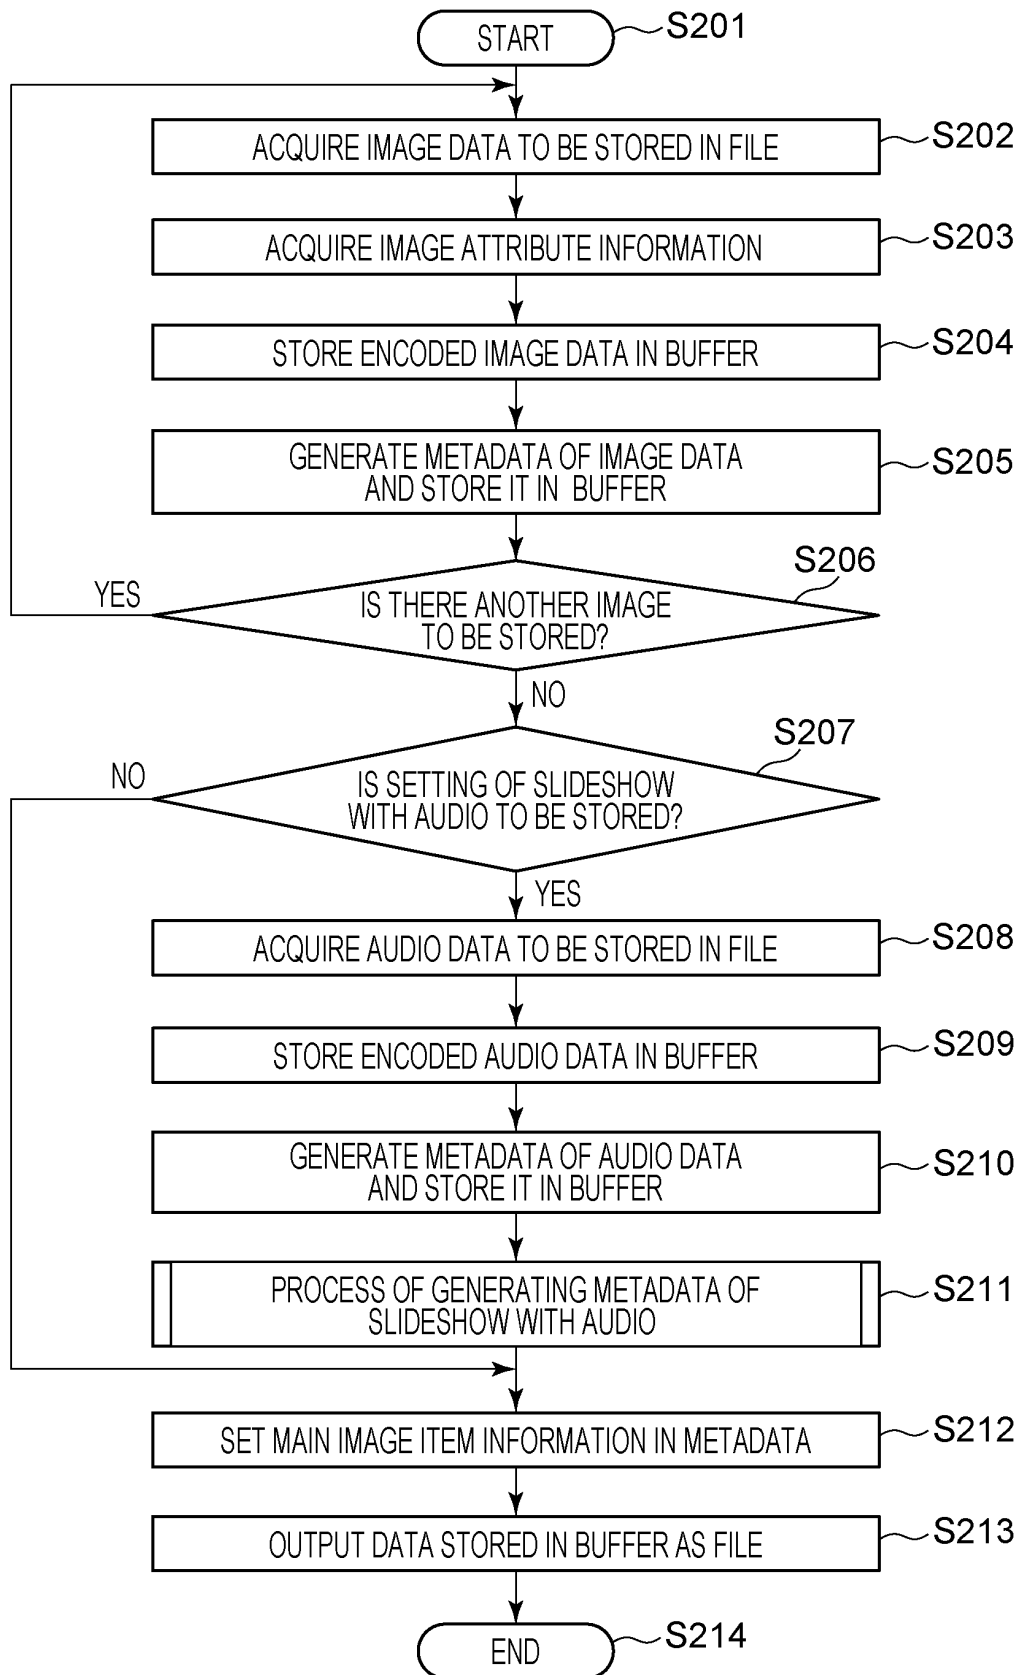 START
S201
ACQUIRE IMAGE DATA TO BE STORED IN FILE
S202
ACQUIRE IMAGE ATTRIBUTE INFORMATION
S203
STORE ENCODED IMAGE DATA IN BUFFER
S204
GENERATE METADATA OF IMAGE DATA
AND STORE IT IN BUFFER
S205
S206
YES
IS THERE ANOTHER IMAGE
TO BE STORED?
NO
S207
NO
IS SETTING OF SLIDESHOW
WITH AUDIO TO BE STORED?
YES
ACQUIRE AUDIO DATA TO BE STORED IN FILE
S208
STORE ENCODED AUDIO DATA IN BUFFER
S209
GENERATE METADATA OF AUDIO DATA
AND STORE IT IN BUFFER
S210
PROCESS OF GENERATING METADATA OF
SLIDESHOW WITH AUDIO
S211
SET MAIN IMAGE ITEM INFORMATION IN METADATA
S212
OUTPUT DATA STORED IN BUFFER AS FILE
S213
END
S214